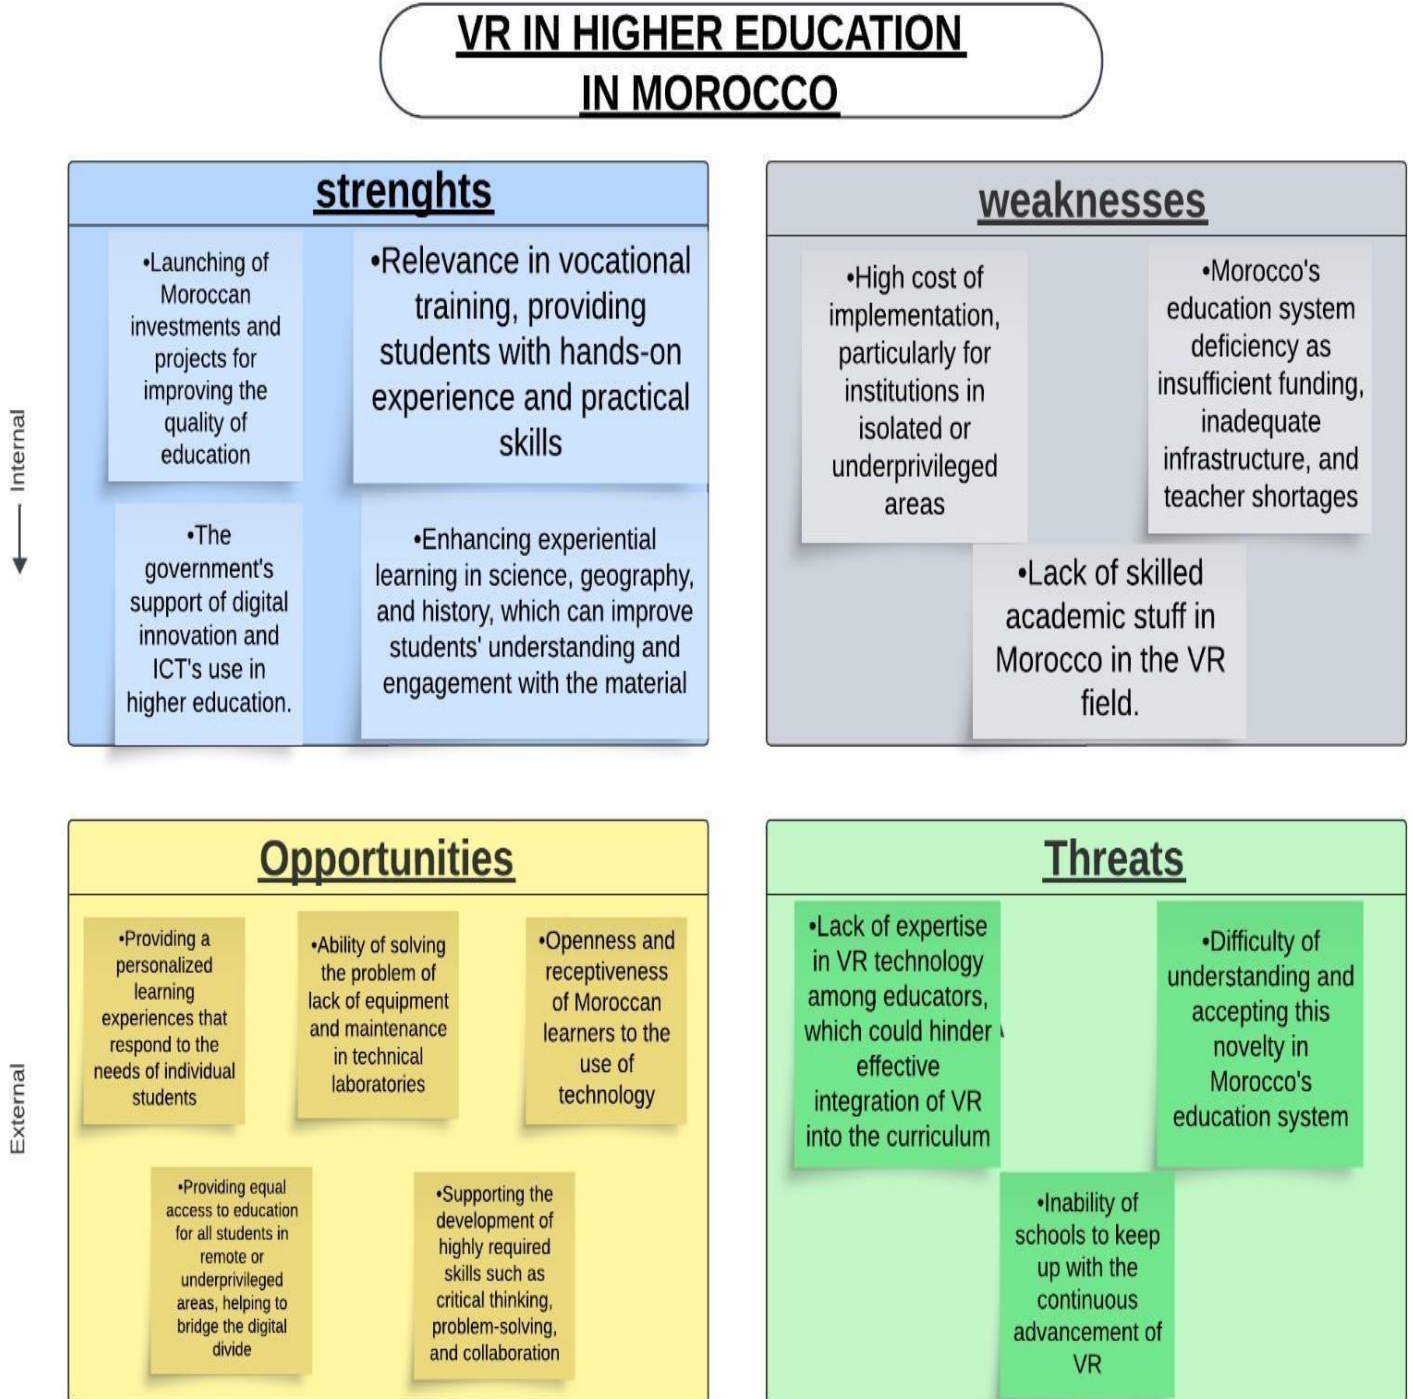 VR IN HIGHER EDUCATION
IN MOROCCO
strenghts
•Launching of
Moroccan
investments and
projects for
improving the
quality of
education
•Relevance in vocational
training, providing
students with hands-on
experience and practical
skills
•The
government's
support of digital
innovation and
ICT's use in
higher education.
•Enhancing experiential
learning in science, geography,
and history, which can improve
students' understanding and
engagement with the material
weaknesses
•High cost of
implementation,
particularly for
institutions in
isolated or
underprivileged
areas
•Morocco's
education system
deficiency as
insufficient funding,
inadequate
infrastructure, and
teacher shortages
•Lack of skilled
academic stuff in
Morocco in the VR
field.
Internal
Opportunities
•Providing a
personalized
learning
experiences that
respond to the
needs of individual
students
•Ability of solving
the problem of
lack of equipment
and maintenance
in technical
laboratories
•Openness and
receptiveness
of Moroccan
learners to the
use of
technology
•Providing equal
access to education
for all students in
remote or
underprivileged
areas, helping to
bridge the digital
divide
•Supporting the
development of
highly required
skills such as
critical thinking,
problem-solving,
and collaboration
Threats
•Lack of expertise
in VR technology
among educators,
which could hinder
effective
integration of VR
into the curriculum
•Difficulty of
understanding and
accepting this
novelty in
Morocco's
education system
•Inability of
schools to keep
up with the
continuous
advancement of
VR
External